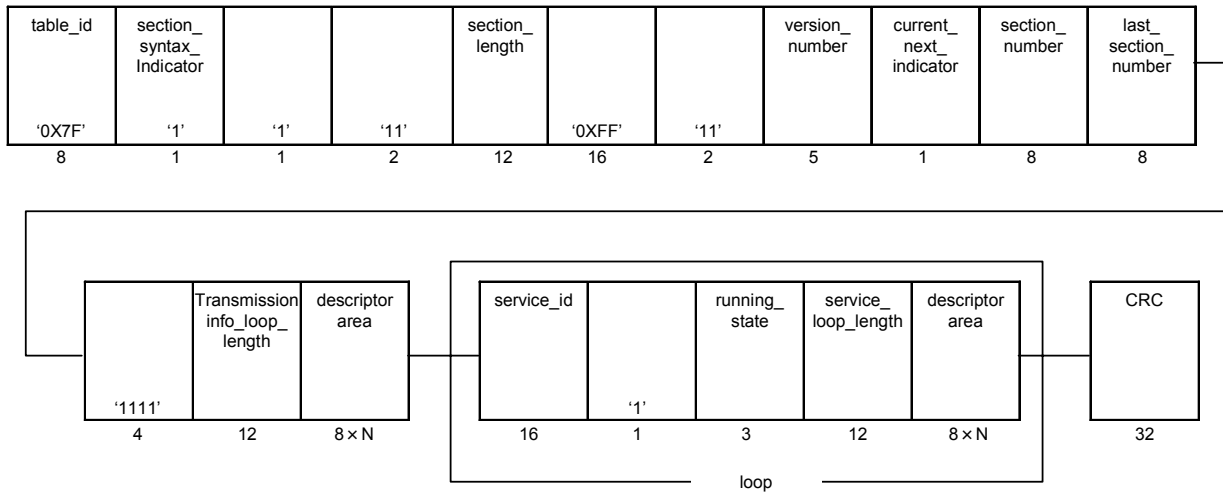 table_id
section_
syntax_
Indicator
section_
length
version_
number
current_
next_
indicator
section_
number
last_
section_
number
‘0X7F’
‘1’
‘1’
‘11’
‘0XFF’
‘11’
8
1
1
2
12
16
2
5
1
8
8
Transmission
info_loop_
length
descriptor
area
service_id
running_
state
service_
loop_length
descriptor
area
CRC
‘1111’
‘1’
4
12
8 × N
16
1
3
12
8 × N
32
loop